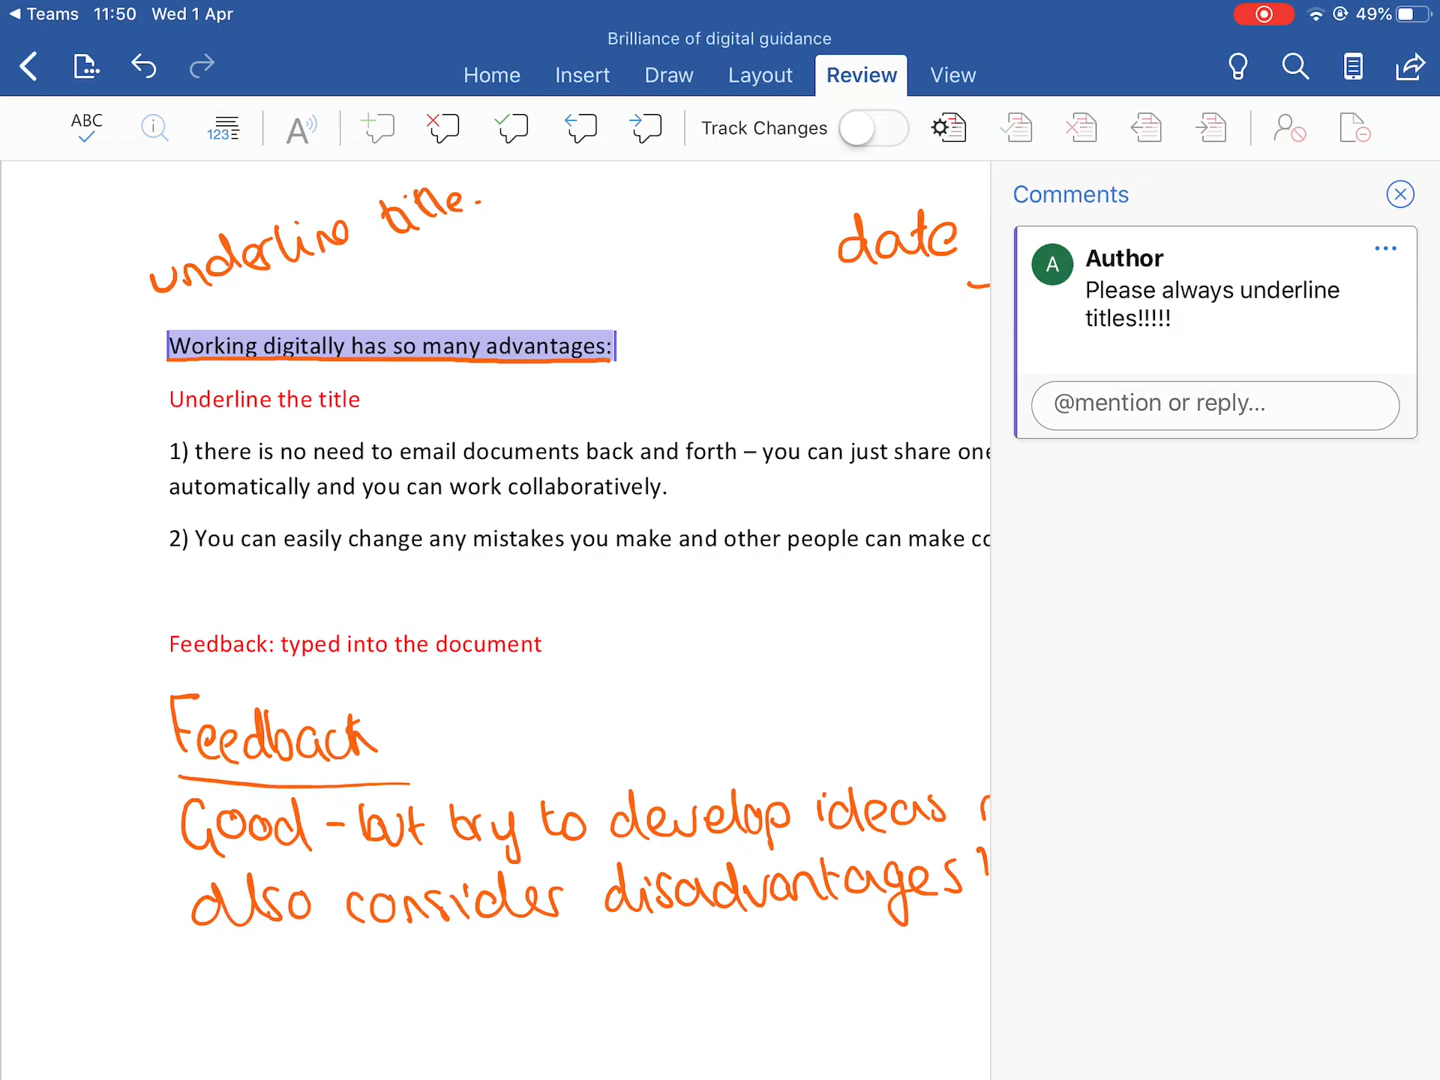 Teams 11:50 Wed 1 Apr 49%
Brilliance of digital guidance
Home Insert Draw Layout Review View
ABC 123 A Track Changes
underline title.
date
Comments
A Author
Please always underline
titles!!!!!
@mention or reply...
Working digitally has so many advantages:
Underline the title
1) there is no need to email documents back and forth – you can just share one
automatically and you can work collaboratively.
2) You can easily change any mistakes you make and other people can make co
Feedback: typed into the document
Feedback
Good - but try to develop ideas
also consider disadvantages